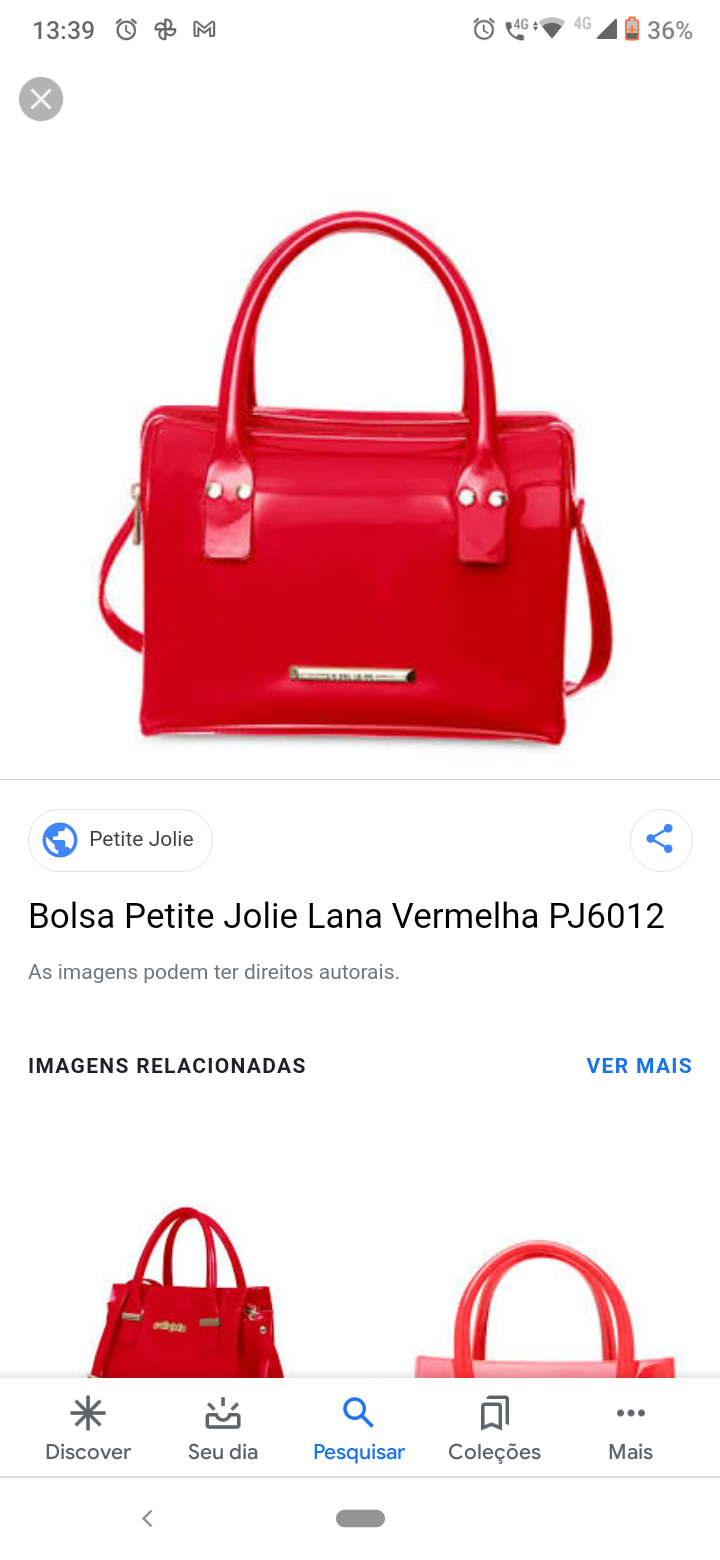 13:39 4G 4G 36%
Petite Jolie
Bolsa Petite Jolie Lana Vermelha PJ6012
As imagens podem ter direitos autorais.
IMAGENS RELACIONADAS VER MAIS
Discover Seu dia Pesquisar Coleções Mais